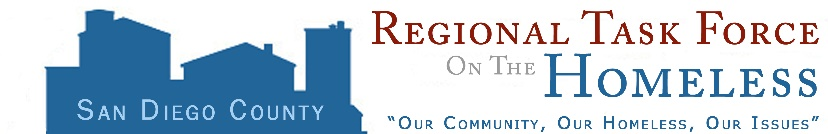 San Diego County
Regional Task Force
On The Homeless
"Our Community, Our Homeless, Our Issues"